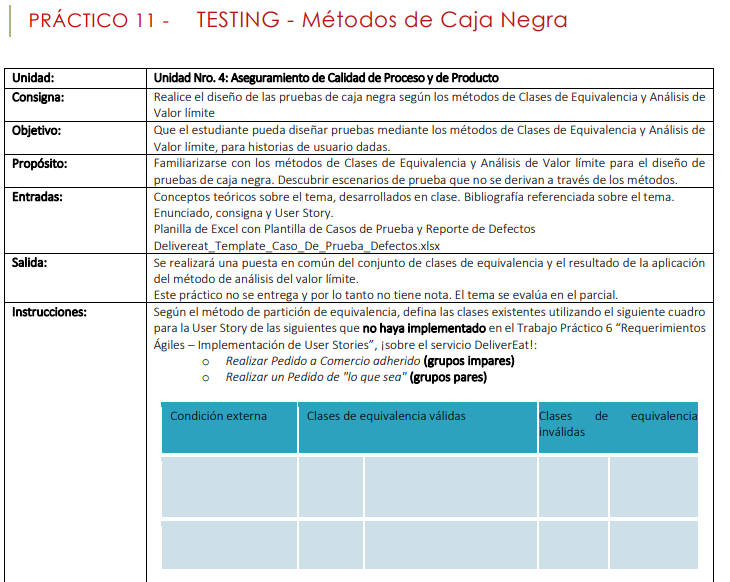 PRÁCTICO 11 - TESTING - Métodos de Caja Negra
Unidad: Unidad Nro. 4: Aseguramiento de Calidad de Proceso y de Producto
Consigna: Realice el diseño de las pruebas de caja negra según los métodos de Clases de Equivalencia y Análisis de
Valor límite
Objetivo: Que el estudiante pueda diseñar pruebas mediante los métodos de Clases de Equivalencia y Análisis de
Valor límite, para historias de usuario dadas.
Propósito: Familiarizarse con los métodos de Clases de Equivalencia y Análisis de Valor límite para el diseño de
pruebas de caja negra. Descubrir escenarios de prueba que no se derivan a través de los métodos.
Entradas: Conceptos teóricos sobre el tema, desarrollados en clase. Bibliografía referenciada sobre el tema.
Enunciado, consigna y User Story.
Planilla de Excel con Plantilla de Casos de Prueba y Reporte de Defectos
Delivereat_Template_Caso_De_Prueba_Defectos.xlsx
Salida: Se realizará una puesta en común del conjunto de clases de equivalencia y el resultado de la aplicación
del método de análisis del valor límite.
Este práctico no se entrega y por lo tanto no tiene nota. El tema se evalúa en el parcial.
Instrucciones: Según el método de partición de equivalencia, defina las clases existentes utilizando el siguiente cuadro
para la User Story de las siguientes que no haya implementado en el Trabajo Práctico 6 “Requerimientos
Ágiles – Implementación de User Stories”, ¡sobre el servicio DeliverEat!:
o Realizar Pedido a Comercio adherido (grupos impares)
o Realizar un Pedido de "lo que sea" (grupos pares)
Condición externa Clases de equivalencia válidas Clases de equivalencia
inválidas